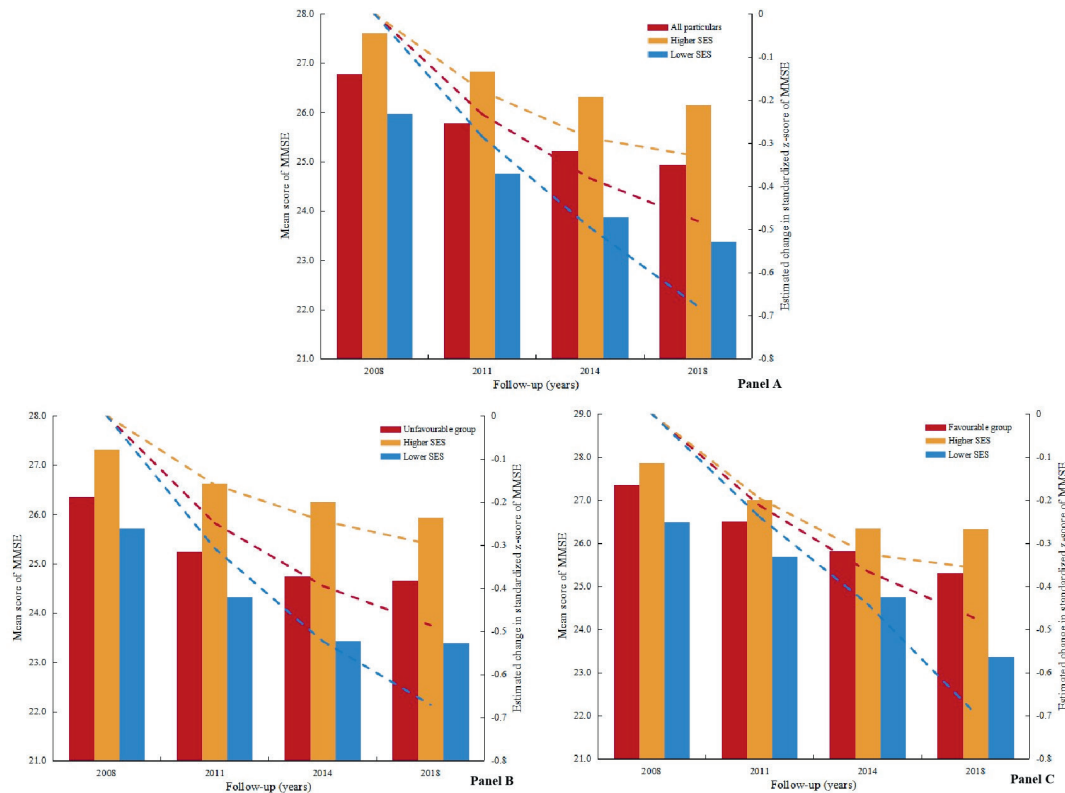 28.0
27.0
26.0
25.0
24.0
23.0
22.0
21.0
Mean score of MMSE
0
-0.1
-0.2
-0.3
-0.4
-0.5
-0.6
-0.7
-0.8
Estimated change in standardized z-score of MMSE
All particulars
Higher SES
Lower SES
2008 2011 2014 2018
Follow-up (years)
Panel A
28.0
27.0
26.0
25.0
24.0
23.0
22.0
21.0
Mean score of MMSE
0
-0.1
-0.2
-0.3
-0.4
-0.5
-0.6
-0.7
-0.8
Estimated change in standardized z-score of MMSE
Unfavourable group
Higher SES
Lower SES
2008 2011 2014 2018
Follow-up (years)
Panel B
29.0
28.0
27.0
26.0
25.0
24.0
23.0
22.0
21.0
Mean score of MMSE
0
-0.1
-0.2
-0.3
-0.4
-0.5
-0.6
-0.7
-0.8
Estimated change in standardized z-score of MMSE
Favourable group
Higher SES
Lower SES
2008 2011 2014 2018
Follow-up (years)
Panel C